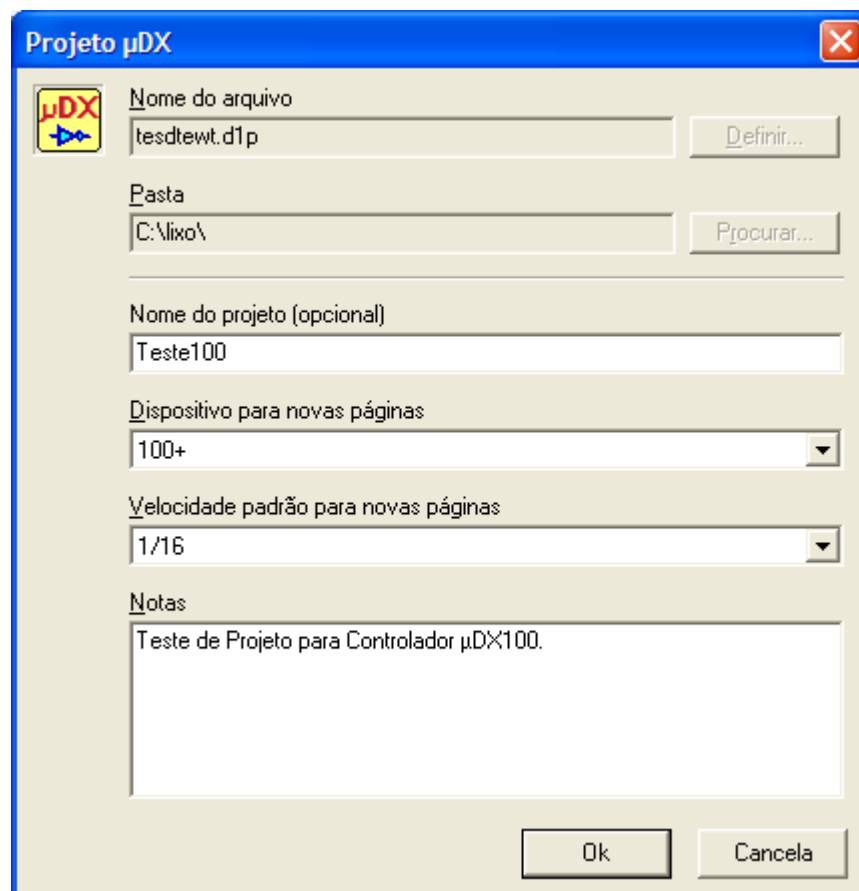 Projeto µDX
µDX
Nome do arquivo
tesdtewt.d1p
Definir...
Pasta
C:\lixo\
Procurar...
Nome do projeto (opcional)
Teste100
Dispositivo para novas páginas
100+
Velocidade padrão para novas páginas
1/16
Notas
Teste de Projeto para Controlador µDX100.
Ok
Cancela